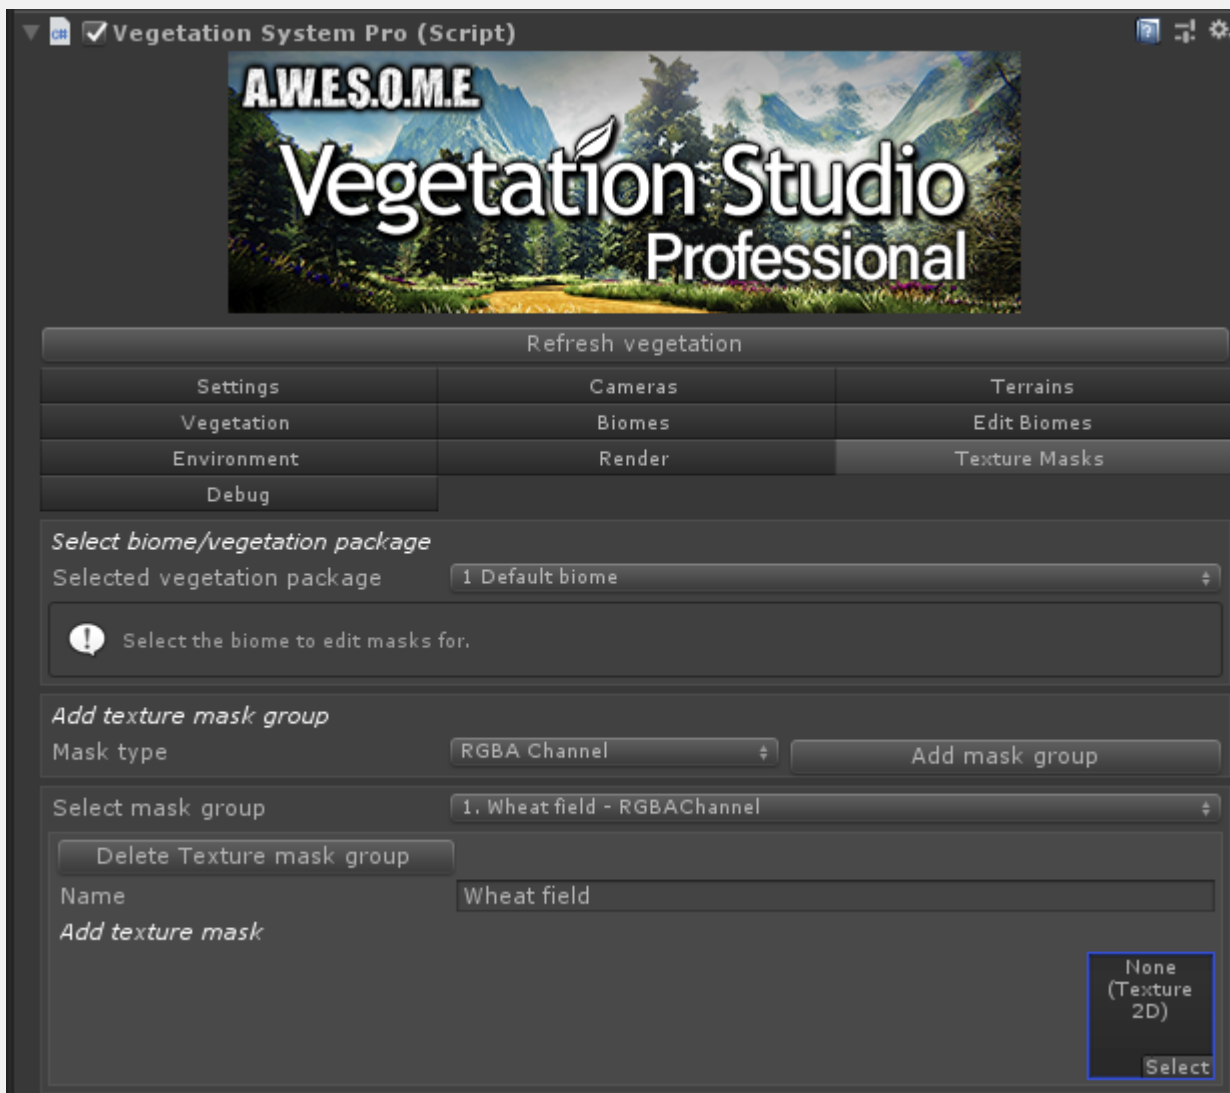 Vegetation System Pro (Script)
A.W.E.S.O.M.E.
Vegetation Studio
Professional
Refresh vegetation
Settings Cameras Terrains
Vegetation Biomes Edit Biomes
Environment Render Texture Masks
Debug
Select biome/vegetation package
Selected vegetation package 1 Default biome
Select the biome to edit masks for.
Add texture mask group
Mask type RGBA Channel Add mask group
Select mask group 1. Wheat field - RGBAChannel
Delete Texture mask group
Name Wheat field
Add texture mask
None
(Texture
2D)
Select